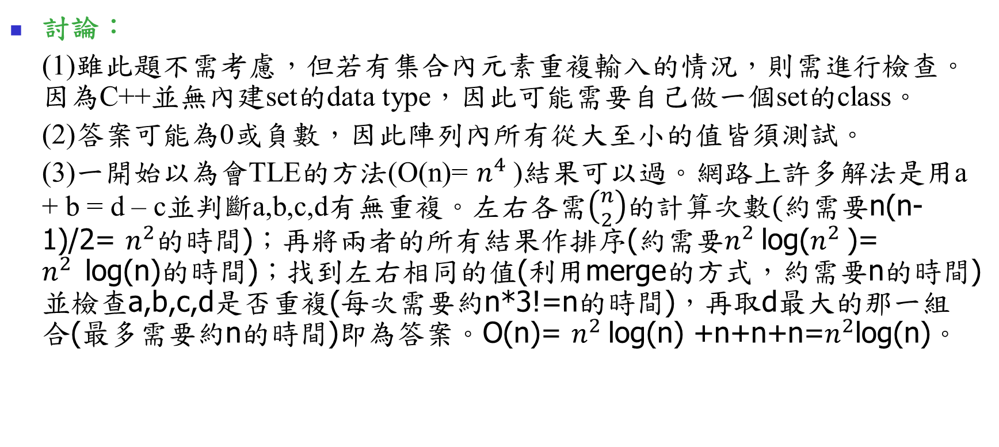 討論：
(1)雖此題不需考慮，但若有集合內元素重複輸入的情況，則需進行檢查。
因為C++並無內建set的data type，因此可能需要自己做一個set的class。
(2)答案可能為0或負數，因此陣列內所有從大至小的值皆須測試。
(3)一開始以為會TLE的方法(O(n)= n⁴ )結果可以過。網路上許多解法是用a
+ b = d – c並判斷a,b,c,d有無重複。左右各需(n 2)的計算次數(約需要n(n-
1)/2= n²的時間)；再將兩者的所有結果作排序(約需要n² log(n² )=
n² log(n)的時間)；找到左右相同的值(利用merge的方式，約需要n的時間)
並檢查a,b,c,d是否重複(每次需要約n*3!=n的時間)，再取d最大的那一組
合(最多需要約n的時間)即為答案。O(n)= n² log(n) +n+n+n=n²log(n)。